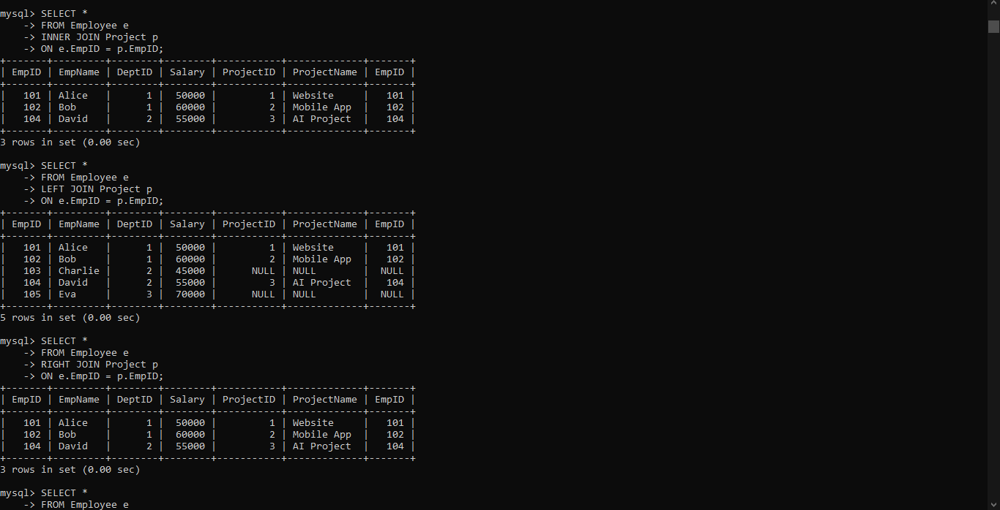 mysql> SELECT *
    -> FROM Employee e
    -> INNER JOIN Project p
    -> ON e.EmpID = p.EmpID;
+-------+---------+--------+--------+-----------+-------------+-------+
| EmpID | EmpName | DeptID | Salary | ProjectID | ProjectName | EmpID |
+-------+---------+--------+--------+-----------+-------------+-------+
|   101 | Alice   |      1 |  50000 |         1 | Website     |   101 |
|   102 | Bob     |      1 |  60000 |         2 | Mobile App  |   102 |
|   104 | David   |      2 |  55000 |         3 | AI Project  |   104 |
+-------+---------+--------+--------+-----------+-------------+-------+
3 rows in set (0.00 sec)

mysql> SELECT *
    -> FROM Employee e
    -> LEFT JOIN Project p
    -> ON e.EmpID = p.EmpID;
+-------+---------+--------+--------+-----------+-------------+-------+
| EmpID | EmpName | DeptID | Salary | ProjectID | ProjectName | EmpID |
+-------+---------+--------+--------+-----------+-------------+-------+
|   101 | Alice   |      1 |  50000 |         1 | Website     |   101 |
|   102 | Bob     |      1 |  60000 |         2 | Mobile App  |   102 |
|   103 | Charlie |      2 |  45000 |      NULL | NULL        |  NULL |
|   104 | David   |      2 |  55000 |         3 | AI Project  |   104 |
|   105 | Eva     |      3 |  70000 |      NULL | NULL        |  NULL |
+-------+---------+--------+--------+-----------+-------------+-------+
5 rows in set (0.00 sec)

mysql> SELECT *
    -> FROM Employee e
    -> RIGHT JOIN Project p
    -> ON e.EmpID = p.EmpID;
+-------+---------+--------+--------+-----------+-------------+-------+
| EmpID | EmpName | DeptID | Salary | ProjectID | ProjectName | EmpID |
+-------+---------+--------+--------+-----------+-------------+-------+
|   101 | Alice   |      1 |  50000 |         1 | Website     |   101 |
|   102 | Bob     |      1 |  60000 |         2 | Mobile App  |   102 |
|   104 | David   |      2 |  55000 |         3 | AI Project  |   104 |
+-------+---------+--------+--------+-----------+-------------+-------+
3 rows in set (0.00 sec)

mysql> SELECT *
    -> FROM Employee e